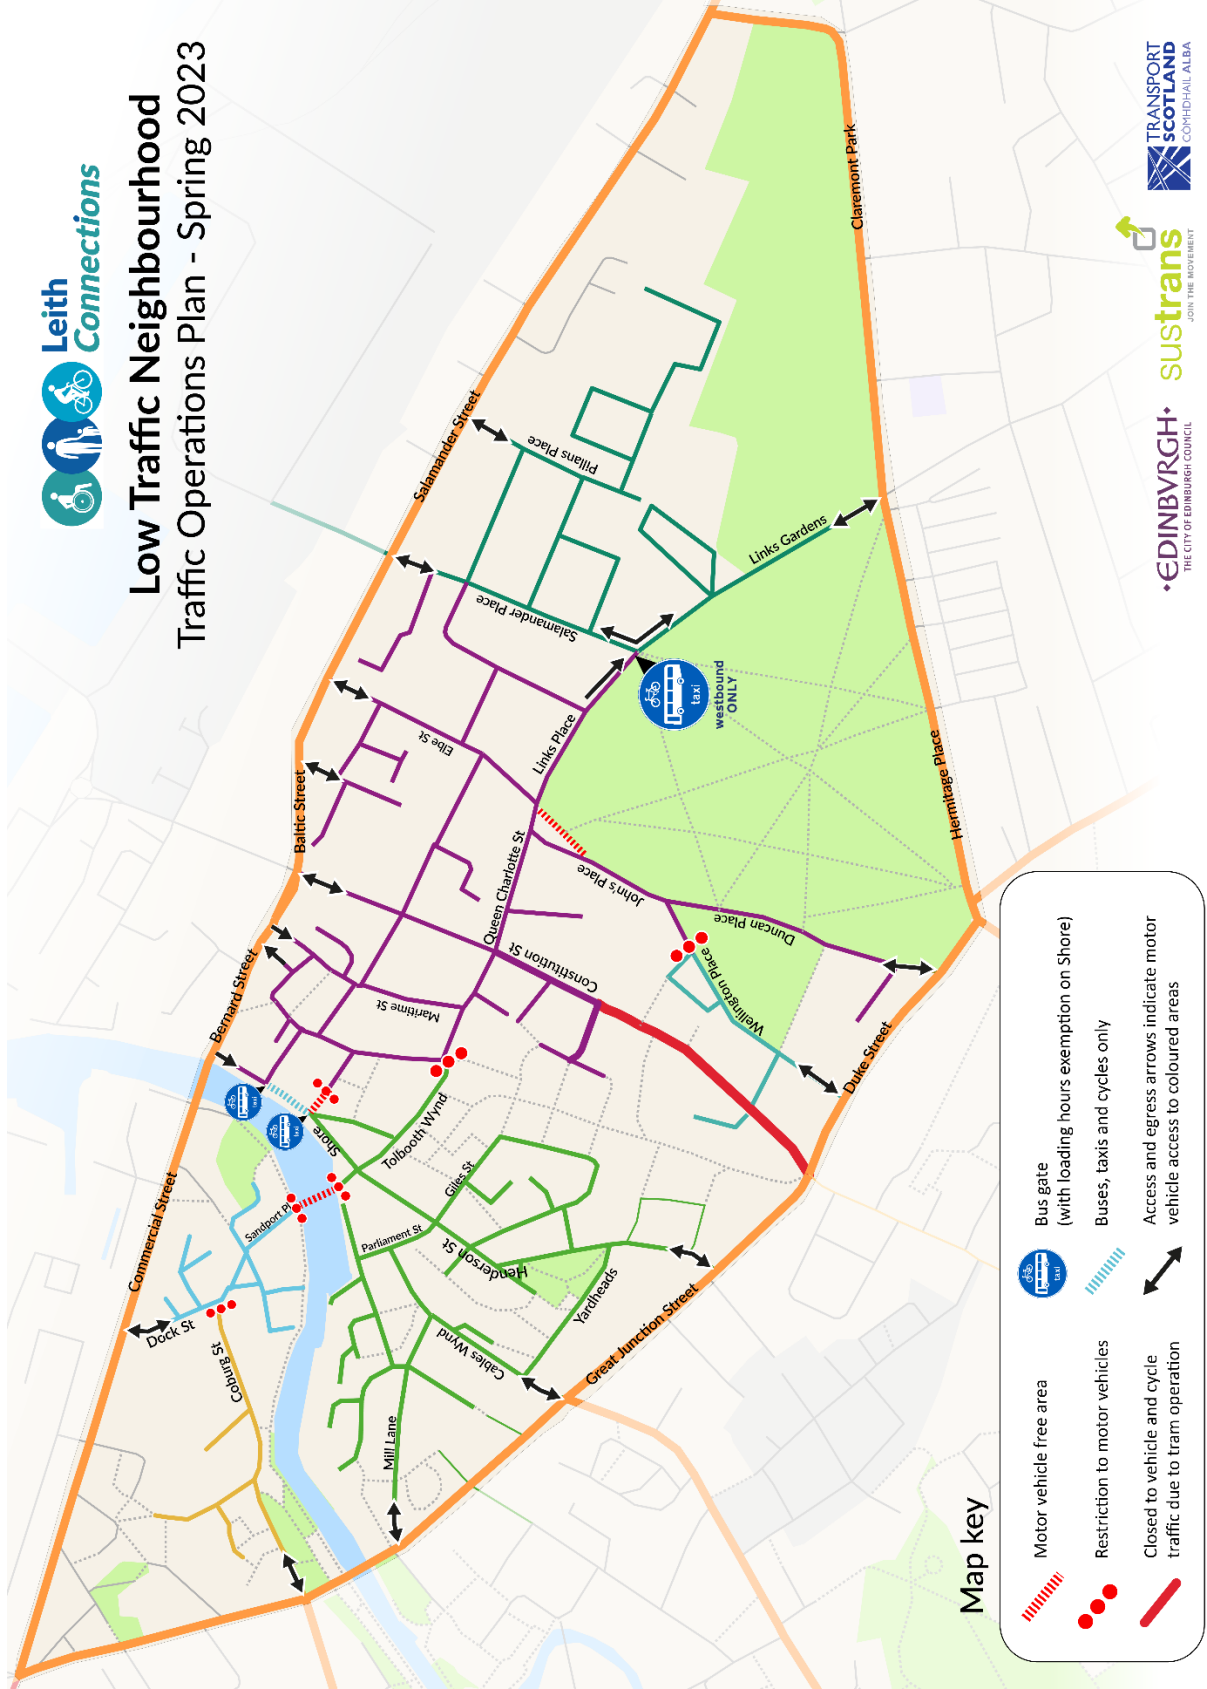 Leith
Connections
Low Traffic Neighbourhood
Traffic Operations Plan - Spring 2023
Commercial Street
Bernard Street
Baltic Street
Salamander Street
Dock St
Coburg St
Sandport Pl
Shore
Tolbooth Wynd
Giles St
Parliament St
Henderson St
Yardheads
Cables Wynd
Mill Lane
Great Junction Street
Maritime St
Constitution St
Queen Charlotte St
Elbe St
Links Place
John's Place
Duncan Place
Wellington Place
Duke Street
Salamander Place
Pillans Place
Links Gardens
Hermitage Place
Claremont Park
taxi
taxi
taxi
westbound
ONLY
Map key
Motor vehicle free area
Restriction to motor vehicles
Closed to vehicle and cycle
traffic due to tram operation
taxi
Bus gate
(with loading hours exemption on Shore)
Buses, taxis and cycles only
Access and egress arrows indicate motor
vehicle access to coloured areas
•EDINBVRGH•
THE CITY OF EDINBURGH COUNCIL
sustrans
JOIN THE MOVEMENT
TRANSPORT
SCOTLAND
CÒMHDHAIL ALBA